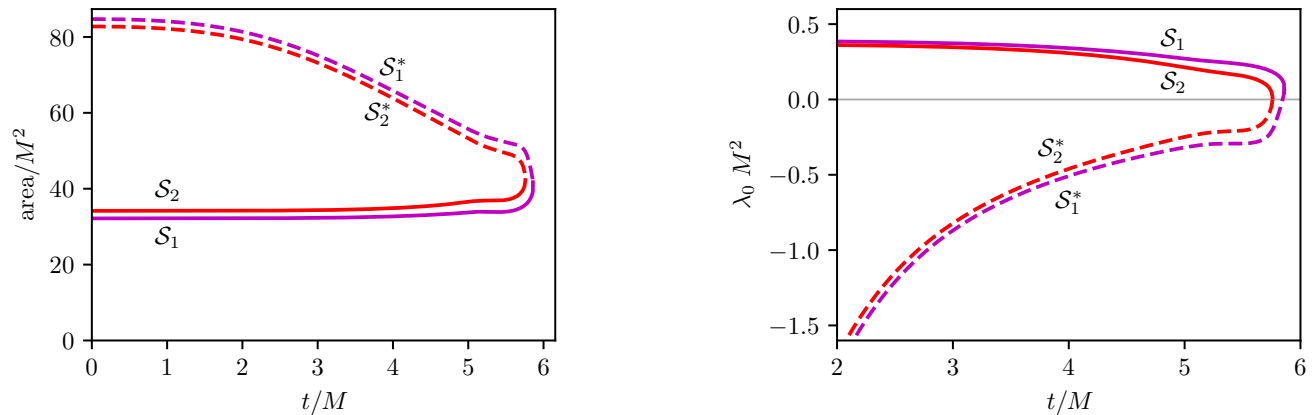 area/M²
80
60
40
20
0
S₁*
S₂*
S₂
S₁
0 1 2 3 4 5 6
t/M
λ₀ M²
0.5
0.0
−0.5
−1.0
−1.5
S₁
S₂
S₂*
S₁*
2 3 4 5 6
t/M